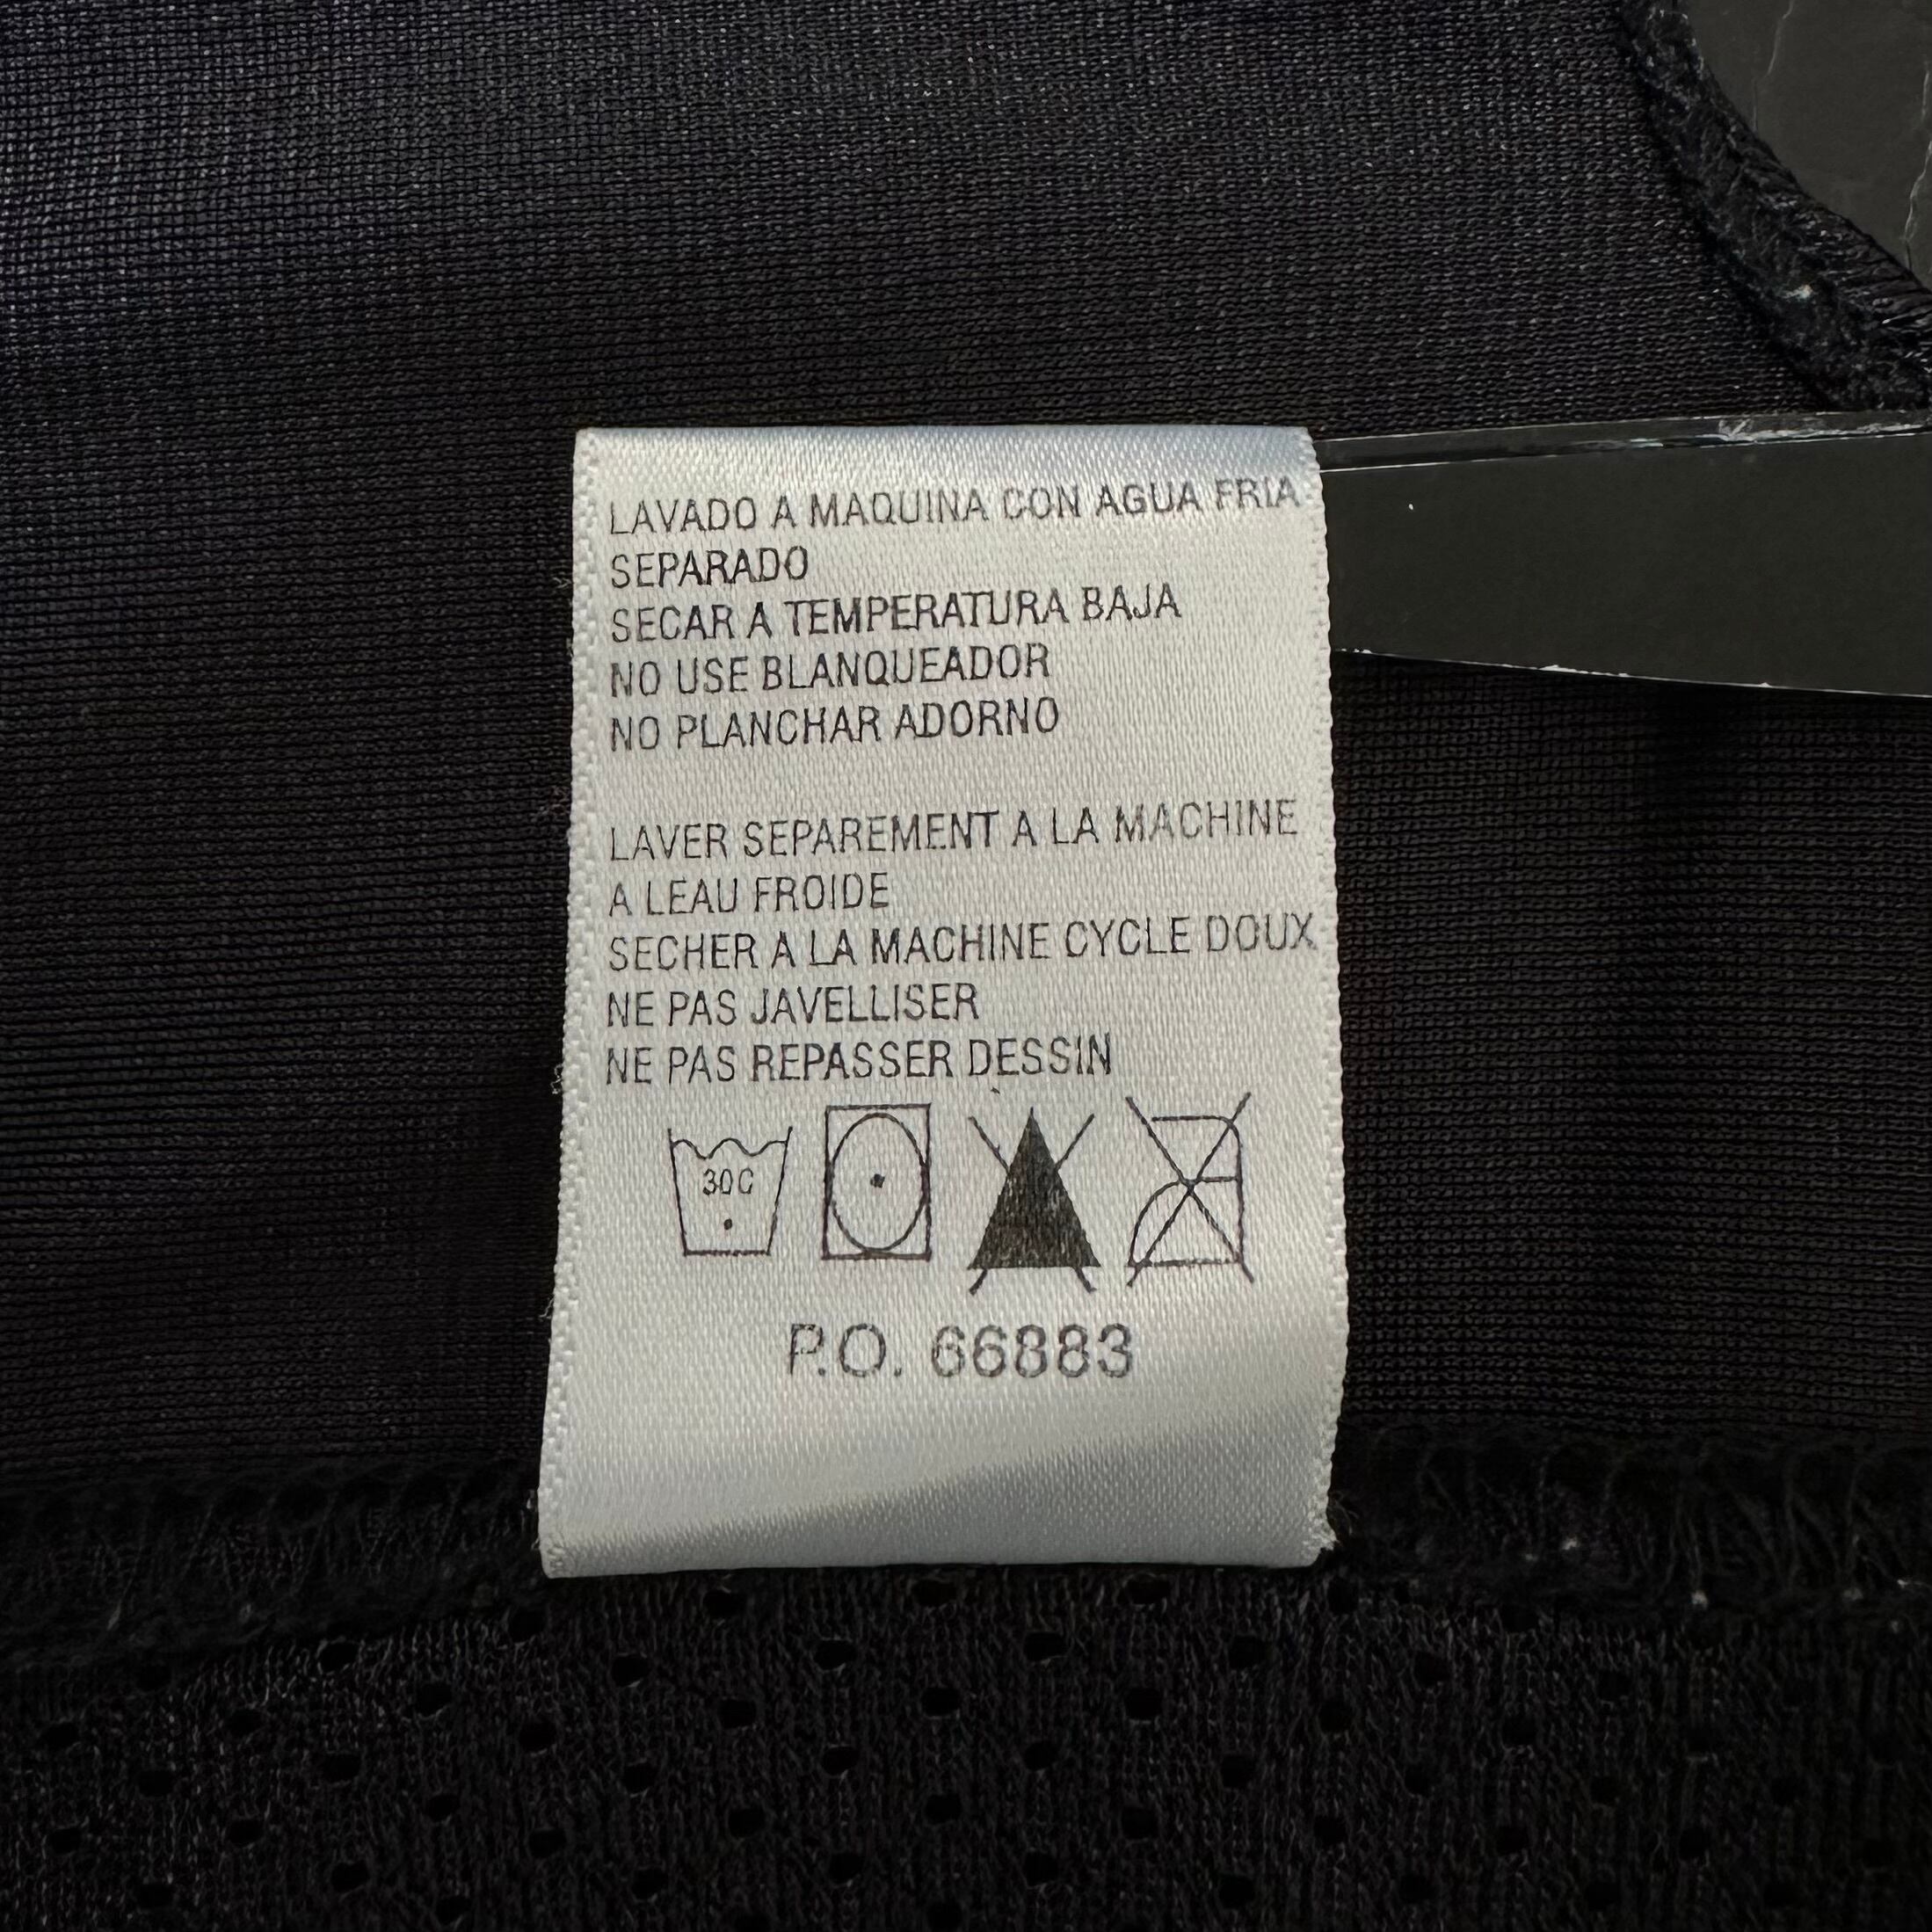 LAVADO A MAQUINA CON AGUA FRIA
SEPARADO
SECAR A TEMPERATURA BAJA
NO USE BLANQUEADOR
NO PLANCHAR ADORNO
LAVER SEPAREMENT A LA MACHINE
A LEAU FROIDE
SECHER A LA MACHINE CYCLE DOUX
NE PAS JAVELLISER
NE PAS REPASSER DESSIN
30C
P.O. 66883